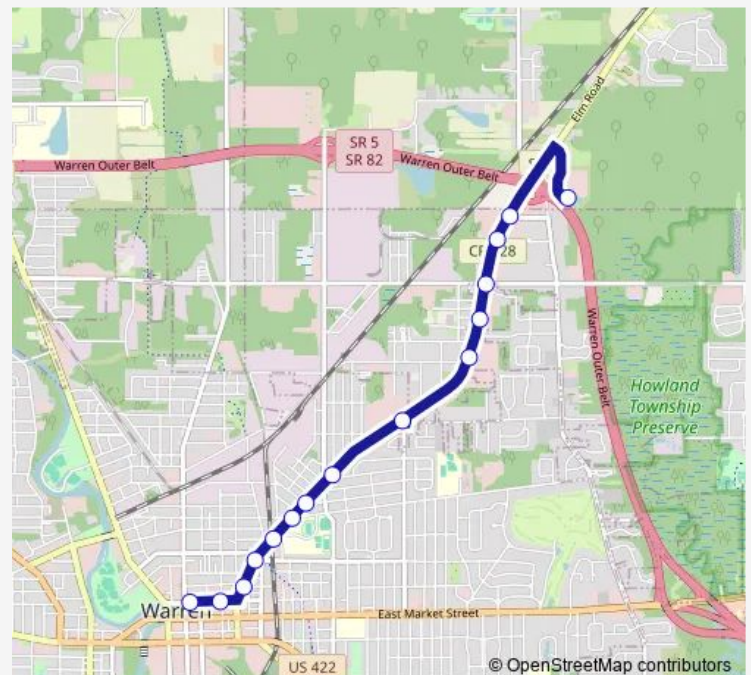 Elm Road
SR 5
SR 82
Warren Outer Belt
Warren Outer Belt
S
CR 28
Warren Outer Belt
Howland
Township
Preserve
Warren
East Market Street
US 422
© OpenStreetMap contributors